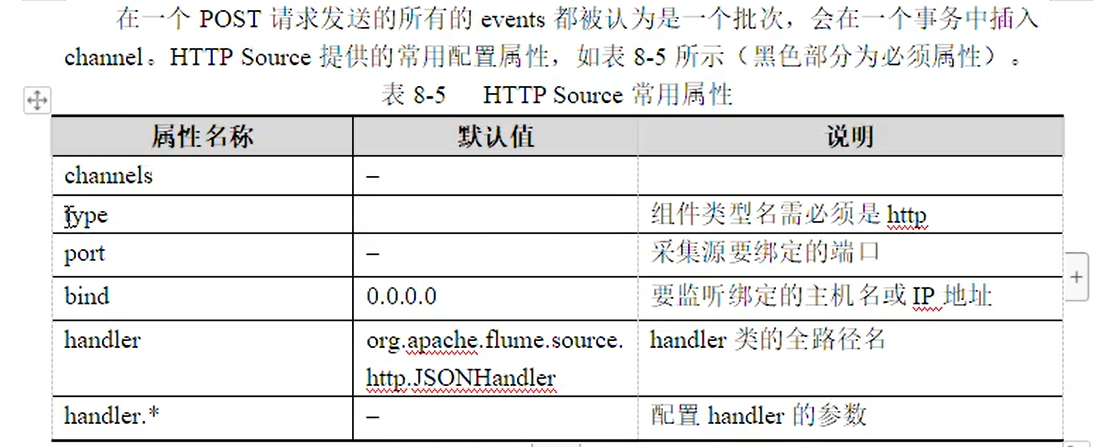 在一个 POST 请求发送的所有的 events 都被认为是一个批次，会在一个事务中插入
channel。HTTP Source 提供的常用配置属性，如表 8-5 所示（黑色部分为必须属性）。
表 8-5 HTTP Source 常用属性
属性名称 默认值 说明
channels –
type 组件类型名需必须是 http
port – 采集源要绑定的端口
bind 0.0.0.0 要监听绑定的主机名或 IP 地址
handler org.apache.flume.source. handler 类的全路径名
http.JSONHandler
handler.* – 配置 handler 的参数